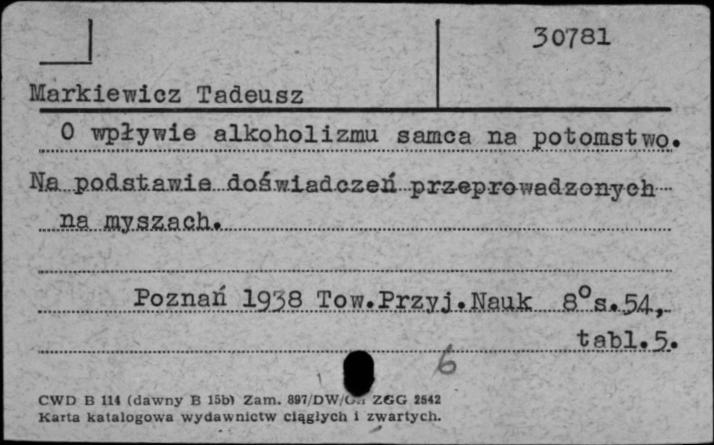 30781
Markiewicz Tadeusz
O wpływie alkoholizmu samca na potomstwo.
Na podstawie doświadczeń przeprowadzonych
na myszach.
Poznań 1938 Tow.Przyj.Nauk 8°s.54,
tabl.5.
6
CWD B 114 (dawny B 15b) Zam. 897/DW/ ZGG 2542
Karta katalogowa wydawnictw ciągłych i zwartych.